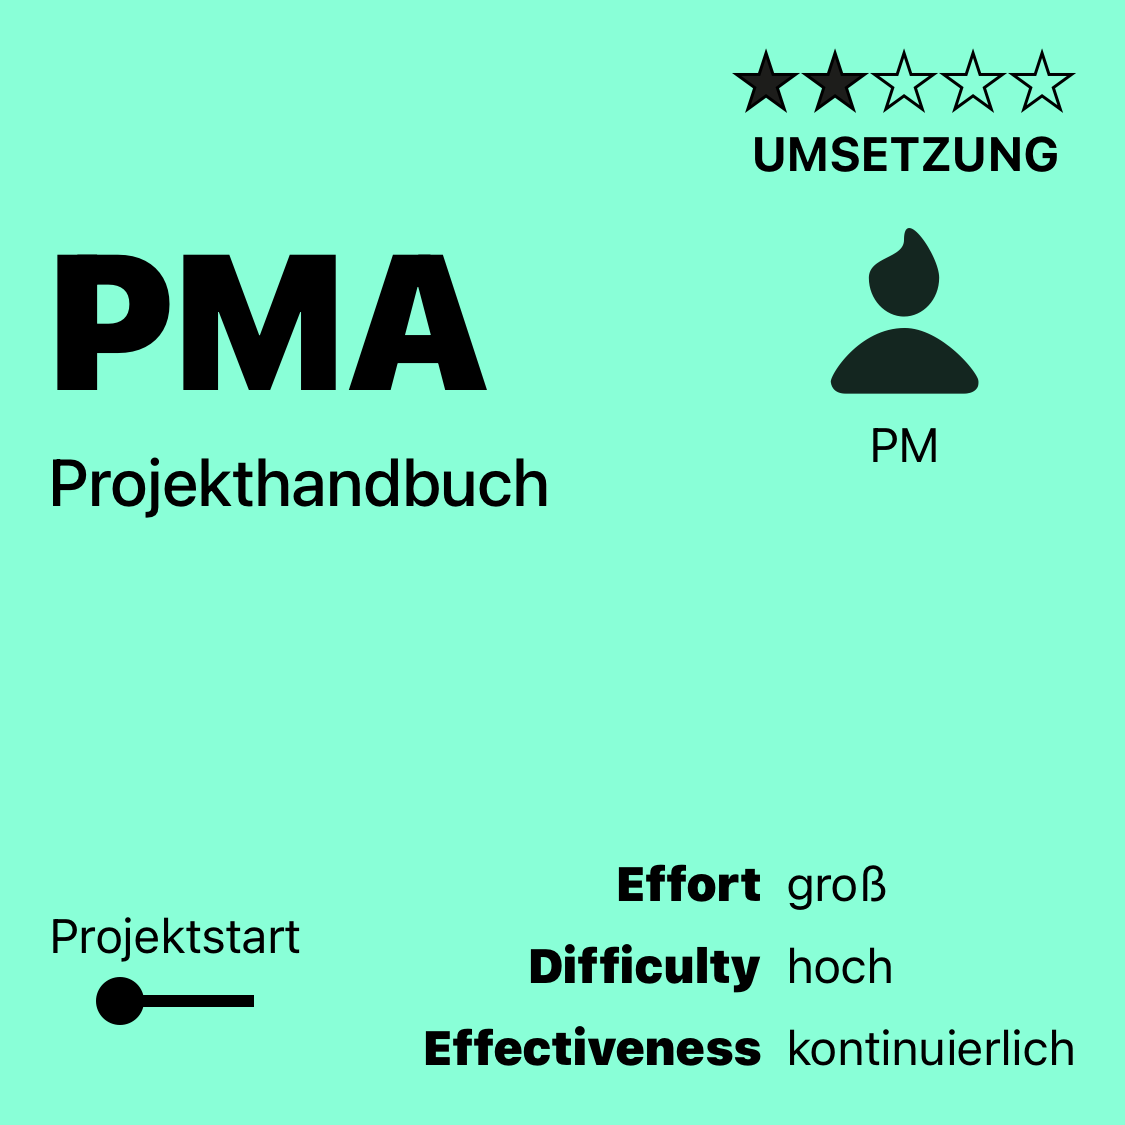 ★★☆☆☆
UMSETZUNG
PMA
PM
Projekthandbuch
Projektstart
Effort groß
Difficulty hoch
Effectiveness kontinuierlich